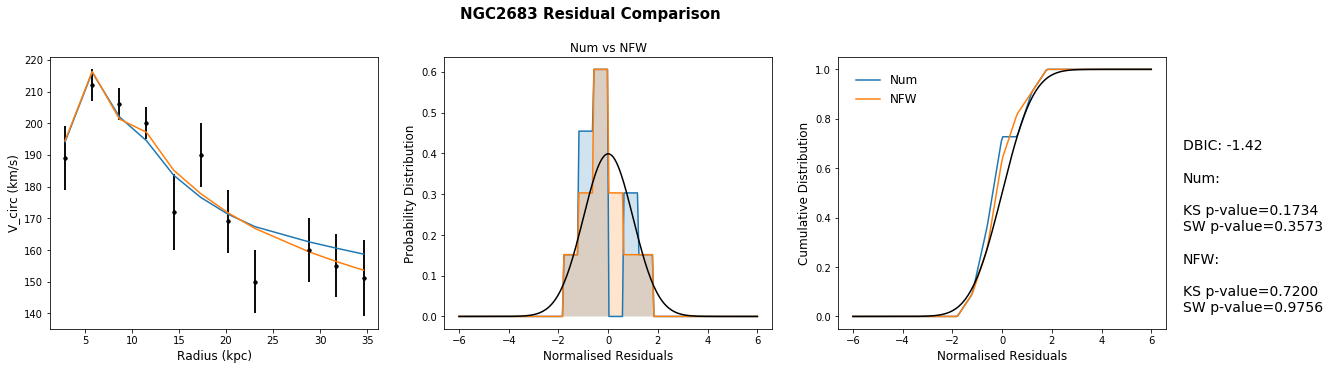 NGC2683 Residual Comparison
V_circ (km/s)
220
210
200
190
180
170
160
150
140
5
10
15
20
25
30
35
Radius (kpc)
Num vs NFW
Probability Distribution
0.6
0.5
0.4
0.3
0.2
0.1
0.0
−6
−4
−2
0
2
4
6
Normalised Residuals
Cumulative Distribution
1.0
0.8
0.6
0.4
0.2
0.0
Num
NFW
−6
−4
−2
0
2
4
6
Normalised Residuals
DBIC: -1.42
Num:
KS p-value=0.1734
SW p-value=0.3573
NFW:
KS p-value=0.7200
SW p-value=0.9756